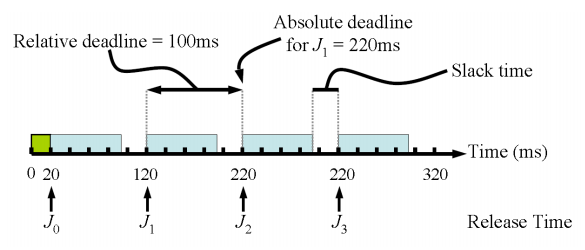 Absolute deadline
for J1 = 220ms
Relative deadline = 100ms
Slack time
Time (ms)
0 20 120 220 220 320
J0 J1 J2 J3 Release Time